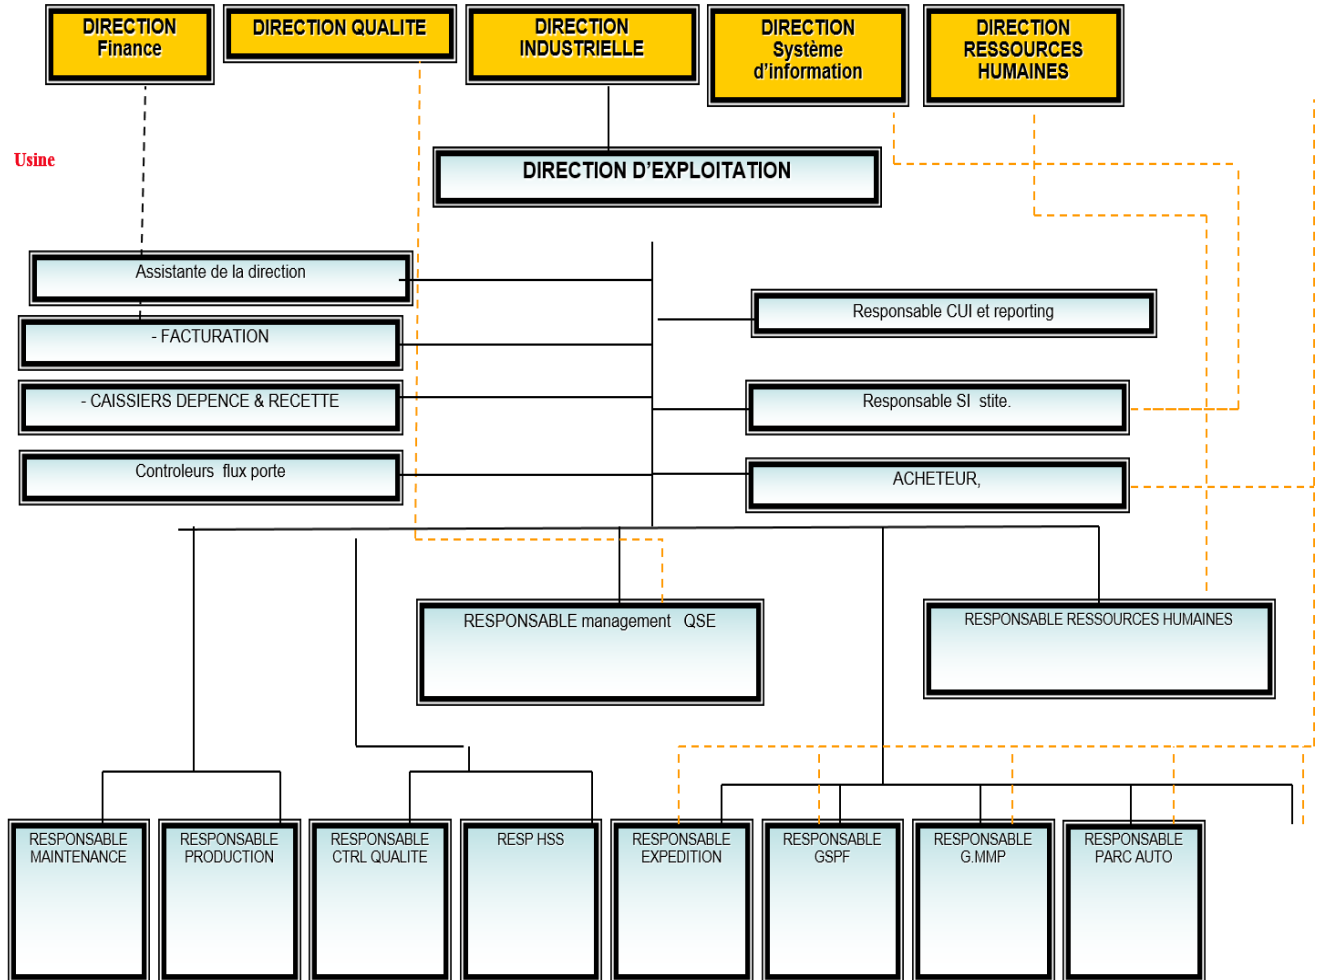 DIRECTION
Finance
DIRECTION QUALITE
DIRECTION
INDUSTRIELLE
DIRECTION
Système
d'information
DIRECTION
RESSOURCES
HUMAINES
Usine
DIRECTION D'EXPLOITATION
Assistante de la direction
- FACTURATION
- CAISSIERS DEPENCE & RECETTE
Controleurs flux porte
Responsable CUI et reporting
Responsable SI stite.
ACHETEUR,
RESPONSABLE management QSE
RESPONSABLE RESSOURCES HUMAINES
RESPONSABLE
MAINTENANCE
RESPONSABLE
PRODUCTION
RESPONSABLE
CTRL QUALITE
RESP HSS
RESPONSABLE
EXPEDITION
RESPONSABLE
GSPF
RESPONSABLE
G.MMP
RESPONSABLE
PARC AUTO